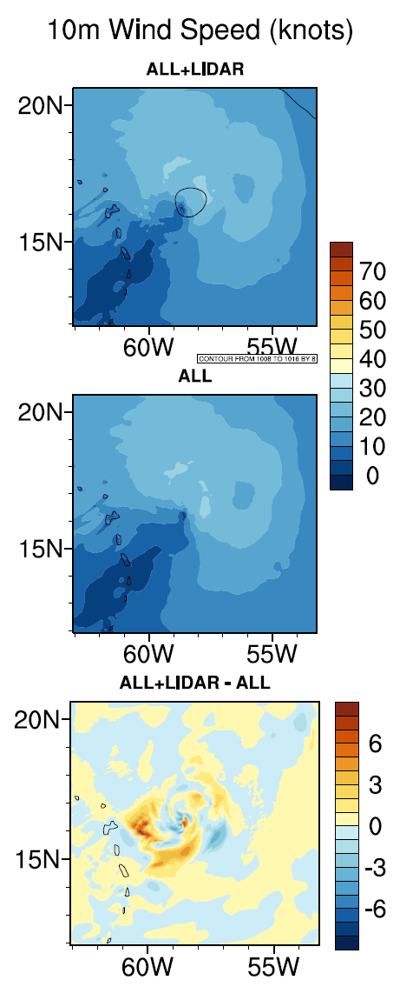 10m Wind Speed (knots)
ALL+LIDAR
20N
15N
60W
55W
CONTOUR FROM 1008 TO 1016 BY 8
ALL
20N
15N
60W
55W
70
60
50
40
30
20
10
0
ALL+LIDAR - ALL
20N
15N
60W
55W
6
3
0
-3
-6